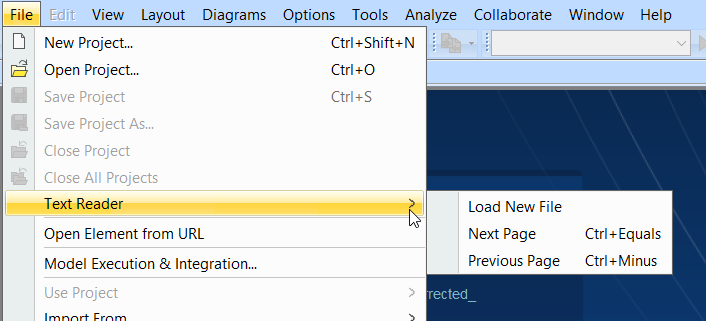 File Edit View Layout Diagrams Options Tools Analyze Collaborate Window Help
New Project... Ctrl+Shift+N
Open Project... Ctrl+O
Save Project Ctrl+S
Save Project As...
Close Project
Close All Projects
Text Reader
Load New File
Next Page Ctrl+Equals
Previous Page Ctrl+Minus
Open Element from URL
Model Execution & Integration...
Use Project
rrected_
Import From